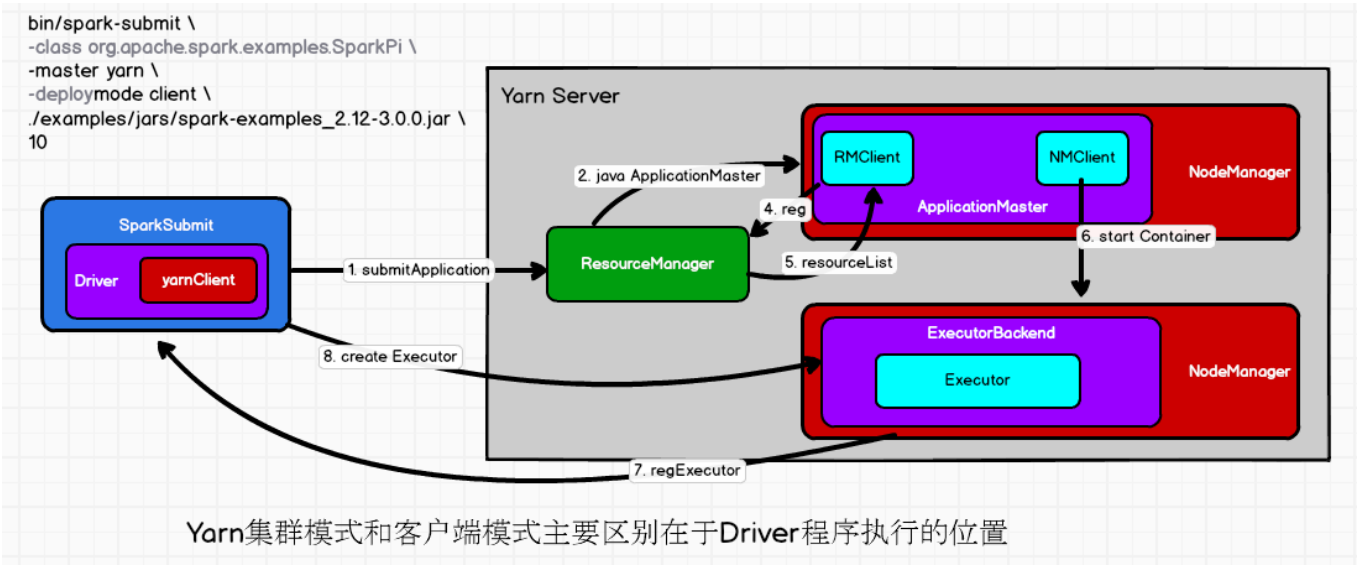 bin/spark-submit \
-class org.apache.spark.examples.SparkPi \
-master yarn \
-deploymode client \
./examples/jars/spark-examples_2.12-3.0.0.jar \
10
Yarn Server
RMClient
NMClient
NodeManager
ApplicationMaster
2. java ApplicationMaster
4. reg
6. start Container
SparkSubmit
Driver
yarnClient
1. submitApplication
ResourceManager
5. resourceList
8. create Executor
ExecutorBackend
Executor
NodeManager
7. regExecutor
Yarn集群模式和客户端模式主要区别在于Driver程序执行的位置